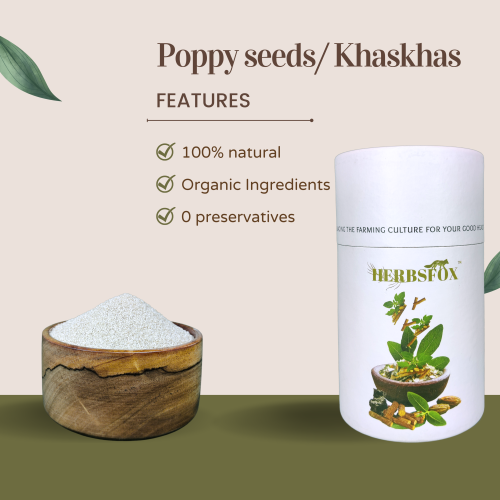 Poppy seeds/ Khaskhas
FEATURES
100% natural
Organic Ingredients
0 preservatives
THE FARMING CULTURE FOR YOUR GOOD
HERBSFOX